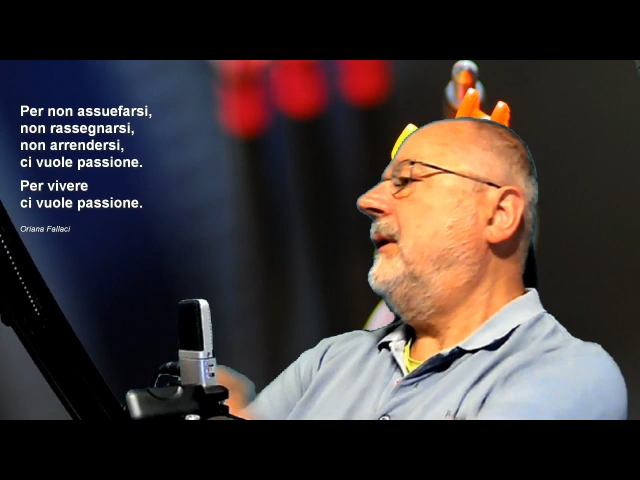 Per non assuefarsi,
non rassegnarsi,
non arrendersi,
ci vuole passione.
Per vivere
ci vuole passione.
Oriana Fallaci